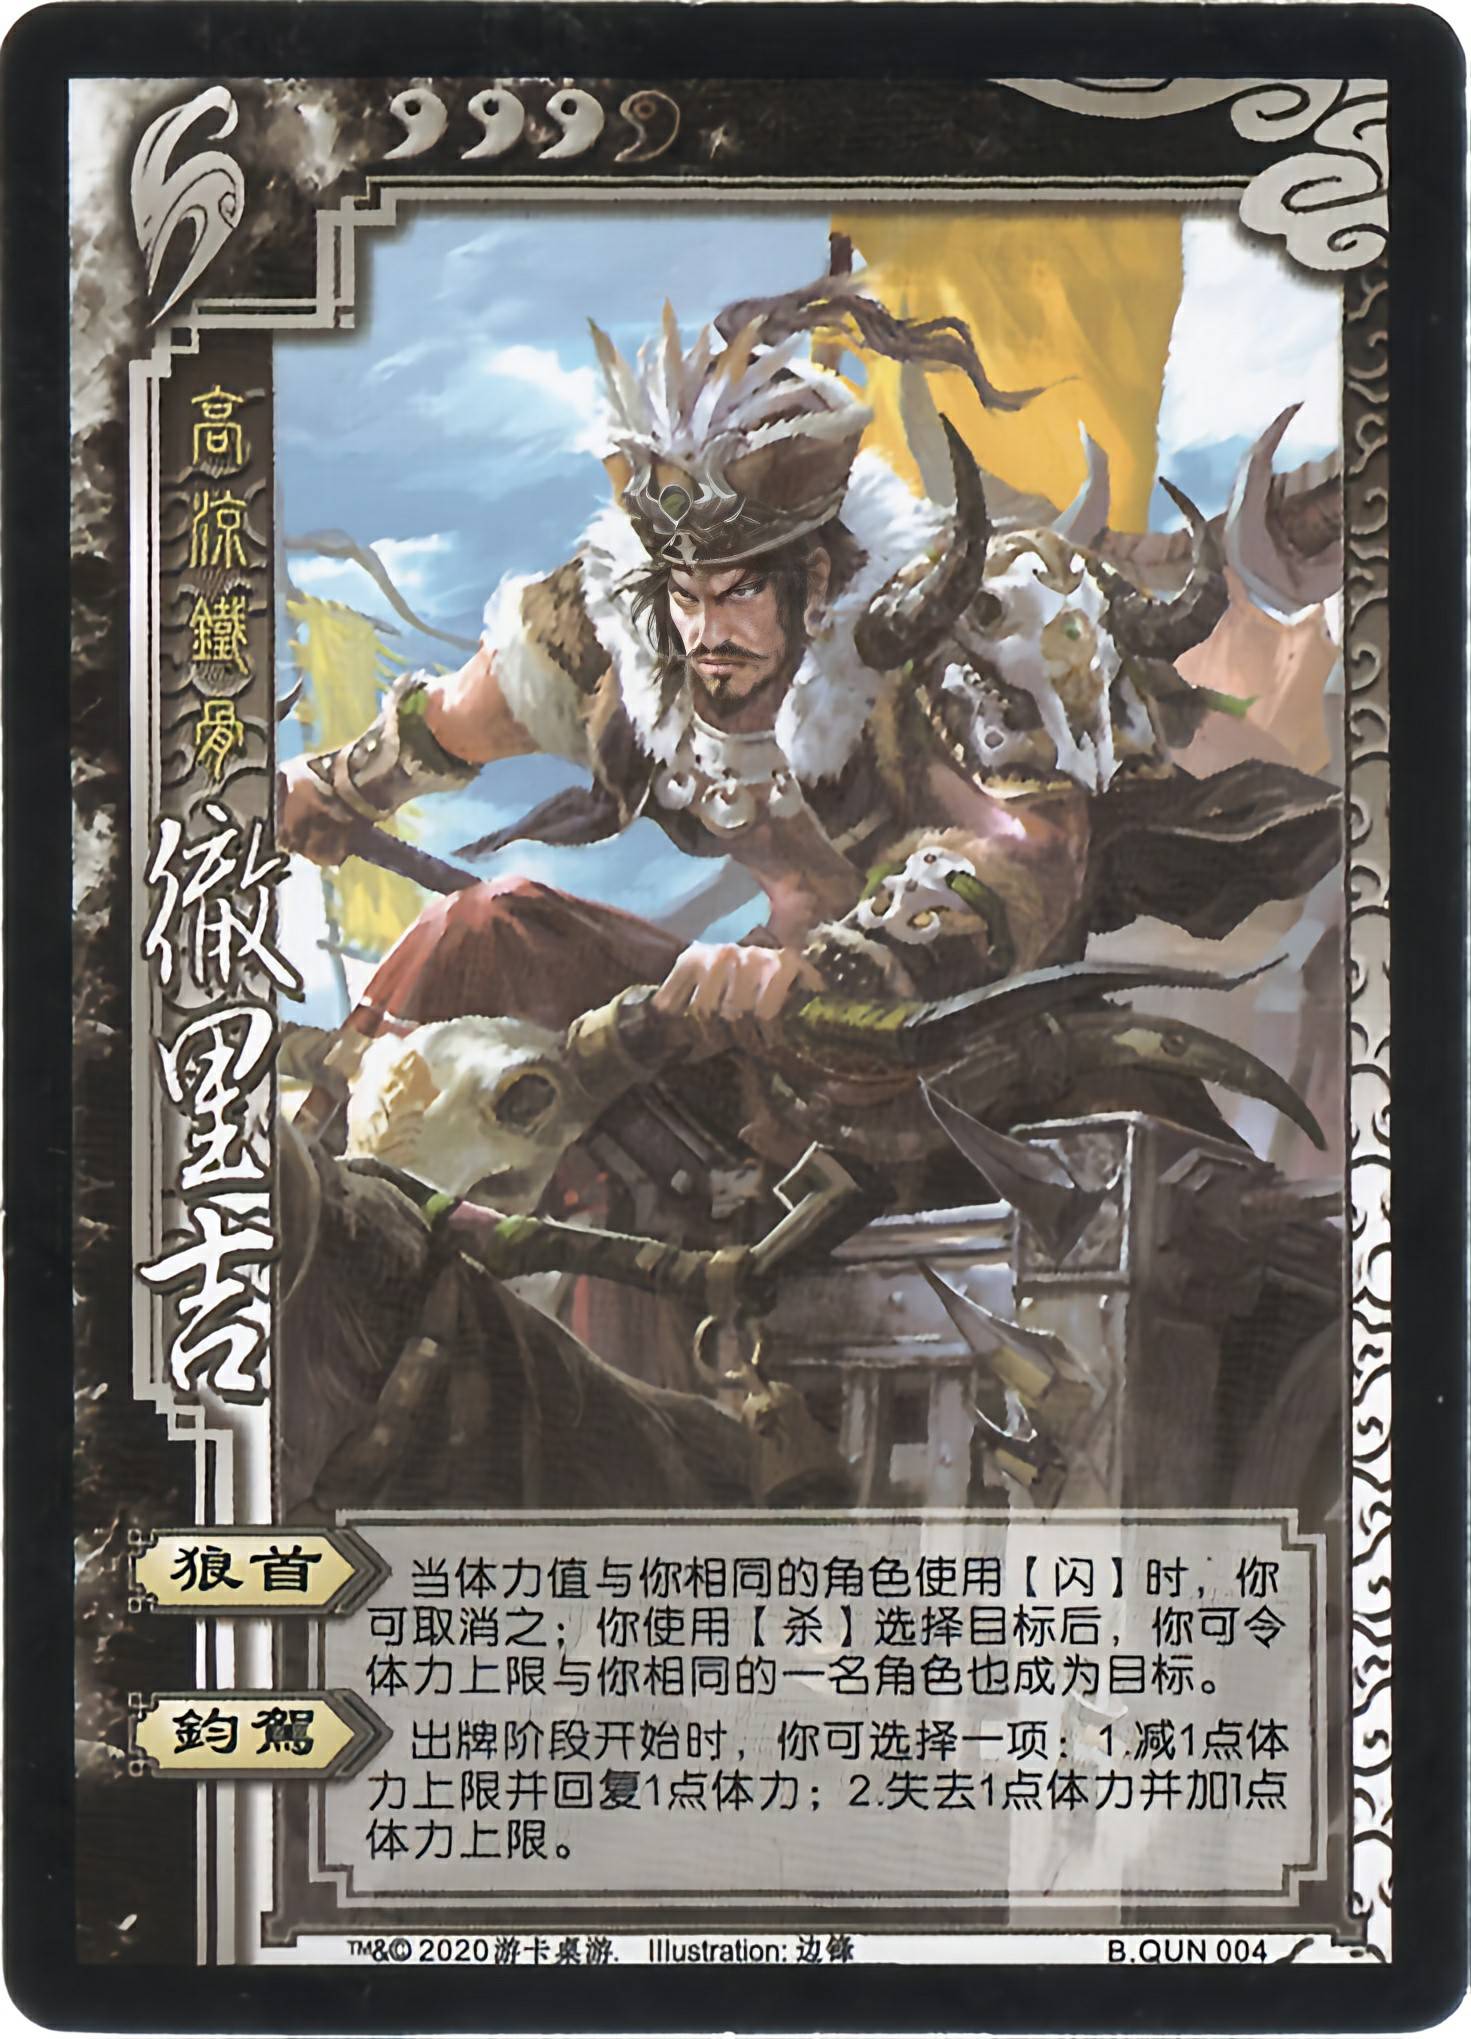 高涼鐵骨
徹里吉
狼首
当体力值与你相同的角色使用【闪】时，你
可取消之；你使用【杀】选择目标后，你可令
体力上限与你相同的一名角色也成为目标。
鈞駕
出牌阶段开始时，你可选择一项：1.减1点体
力上限并回复1点体力；2.失去1点体力并加1点
体力上限。
™&© 2020游卡桌游. Illustration: 边锋
B.QUN 004